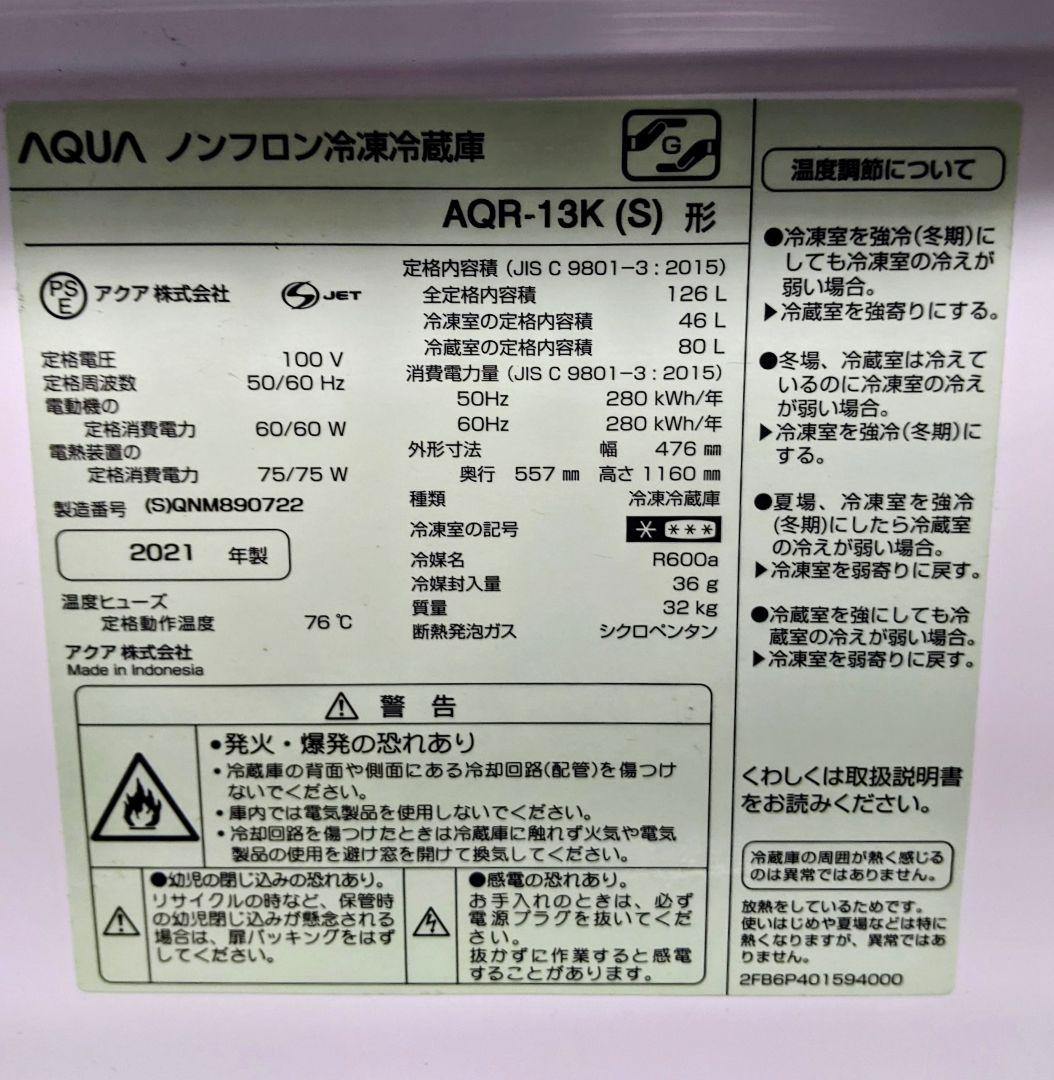 AQUA ノンフロン冷凍冷蔵庫
G
AQR-13K (S) 形
PS
E
アクア 株式会社
S JET
定格電圧 100 V
定格周波数 50/60 Hz
電動機の
定格消費電力 60/60 W
電熱装置の
定格消費電力 75/75 W
製造番号 (S)QNM890722
2021 年製
温度ヒューズ
定格動作温度 76 ℃
アクア 株式会社
Made in Indonesia
定格内容積 (JIS C 9801-3 : 2015)
全定格内容積 126 L
冷凍室の定格内容積 46 L
冷蔵室の定格内容積 80 L
消費電力量 (JIS C 9801-3 : 2015)
50Hz 280 kWh/年
60Hz 280 kWh/年
外形寸法 幅 476 ㎜
奥行 557 ㎜ 高さ 1160 ㎜
種類 冷凍冷蔵庫
冷凍室の記号 * ***
冷媒名 R600a
冷媒封入量 36 g
質量 32 kg
断熱発泡ガス シクロペンタン
⚠ 警 告
•発火・爆発の恐れあり
・冷蔵庫の背面や側面にある冷却回路(配管)を傷つけ
ないでください。
・庫内では電気製品を使用しないでください。
・冷却回路を傷つけたときは冷蔵庫に触れず火気や電気
製品の使用を避け窓を開けて換気してください。
●幼児の閉じ込みの恐れあり。
リサイクルの時など、保管時
の幼児閉じ込みが懸念される
場合は、扉パッキングをはず
してください。
●感電の恐れあり。
お手入れのときは、必ず
電源プラグを抜いてくだ
さい。
抜かずに作業すると感電
することがあります。
温度調節について
●冷凍室を強冷(冬期)に
しても冷凍室の冷えが
弱い場合。
▶冷蔵室を強寄りにする。
●冬場、冷蔵室は冷えて
いるのに冷凍室の冷え
が弱い場合。
▶冷凍室を強冷(冬期)に
する。
●夏場、冷凍室を強冷
(冬期)にしたら冷蔵室
の冷えが弱い場合。
▶冷凍室を弱寄りに戻す。
●冷蔵室を強にしても冷
蔵室の冷えが弱い場合。
▶冷凍室を弱寄りに戻す。
くわしくは取扱説明書
をお読みください。
冷蔵庫の周囲が熱く感じる
のは異常ではありません。
放熱をしているためです。
使いはじめや夏場などは特に
熱くなりますが、異常ではあ
りません。
2FB6P401594000